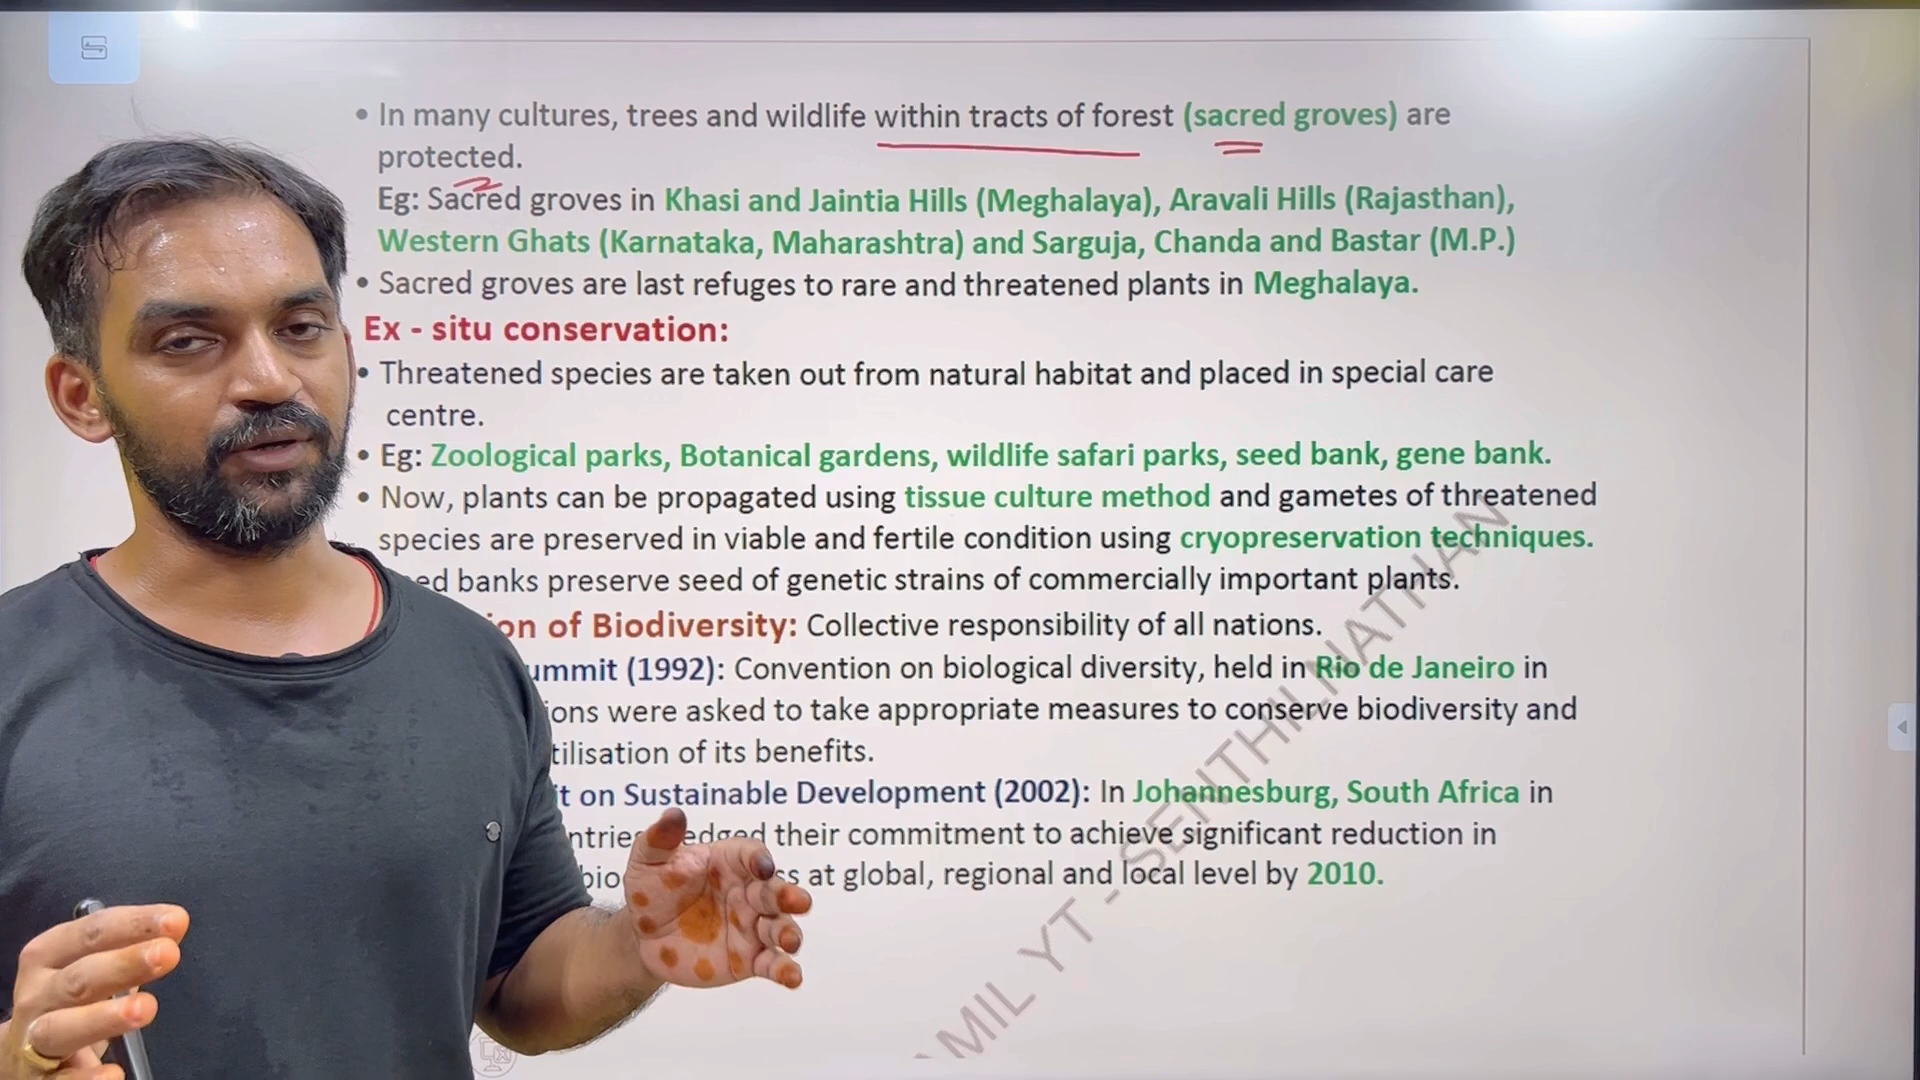 • In many cultures, trees and wildlife within tracts of forest (sacred groves) are
protected.
Eg: Sacred groves in Khasi and Jaintia Hills (Meghalaya), Aravali Hills (Rajasthan),
Western Ghats (Karnataka, Maharashtra) and Sarguja, Chanda and Bastar (M.P.)
• Sacred groves are last refuges to rare and threatened plants in Meghalaya.
Ex - situ conservation:
• Threatened species are taken out from natural habitat and placed in special care
centre.
• Eg: Zoological parks, Botanical gardens, wildlife safari parks, seed bank, gene bank.
• Now, plants can be propagated using tissue culture method and gametes of threatened
species are preserved in viable and fertile condition using cryopreservation techniques.
banks preserve seed of genetic strains of commercially important plants.
of Biodiversity: Collective responsibility of all nations.
(1992): Convention on biological diversity, held in Rio de Janeiro in
were asked to take appropriate measures to conserve biodiversity and
of its benefits.
on Sustainable Development (2002): In Johannesburg, South Africa in
their commitment to achieve significant reduction in
at global, regional and local level by 2010.
YT - SENTHILNATHAN